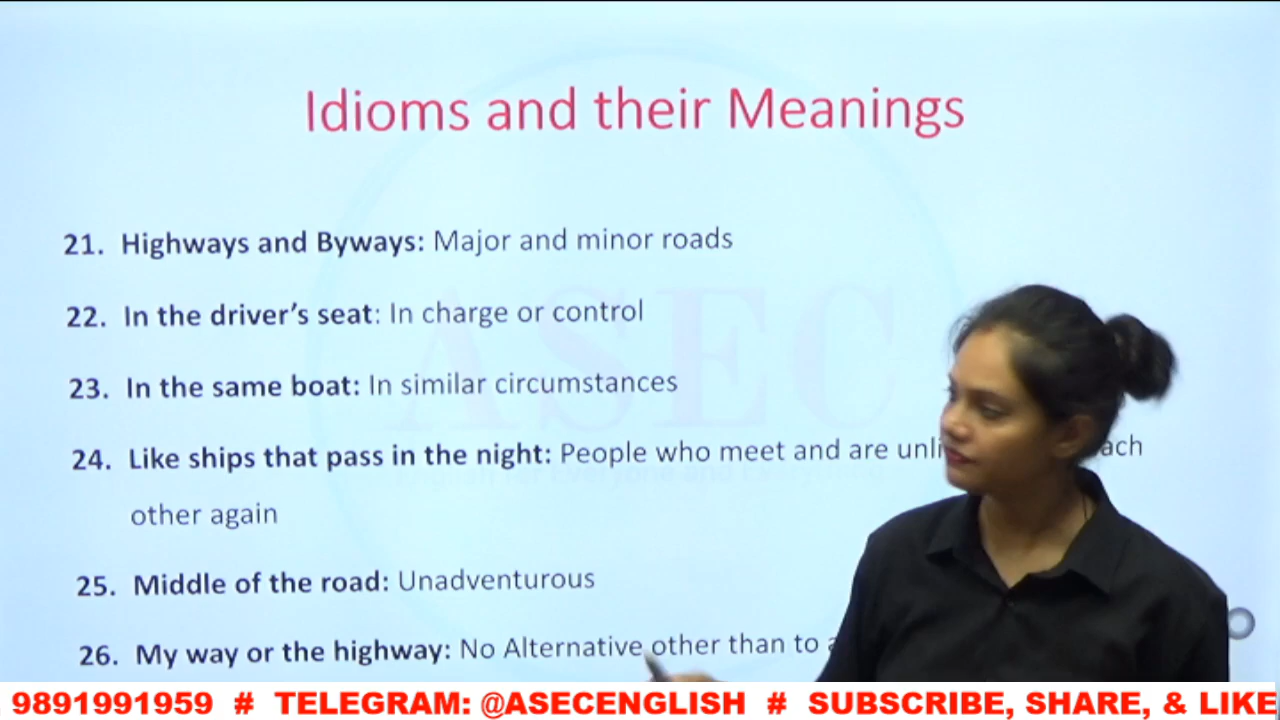 Idioms and their Meanings
21. Highways and Byways: Major and minor roads
22. In the driver's seat: In charge or control
23. In the same boat: In similar circumstances
24. Like ships that pass in the night: People who meet and are each
other again
25. Middle of the road: Unadventurous
26. My way or the highway: No Alternative other than to
ASEC
9891991959 # TELEGRAM: @ASECENGLISH # SUBSCRIBE, SHARE, & LIKE